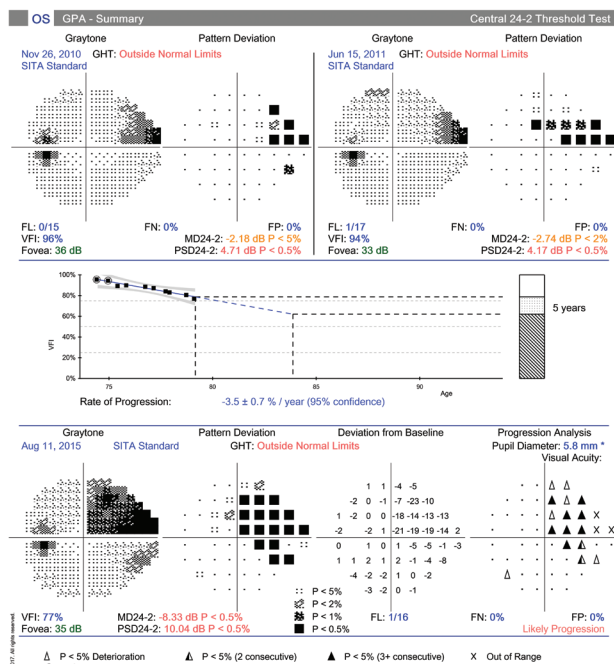 OS GPA - Summary Central 24-2 Threshold Test
Graytone Pattern Deviation Graytone Pattern Deviation
Nov 26, 2010 GHT: Outside Normal Limits Jun 15, 2011 GHT: Outside Normal Limits
SITA Standard SITA Standard
FL: 0/15 FN: 0% FP: 0% FL: 1/17 FN: 0% FP: 0%
VFI: 96% MD24-2: -2.18 dB P < 5% VFI: 94% MD24-2: -2.74 dB P < 2%
Fovea: 36 dB PSD24-2: 4.71 dB P < 0.5% Fovea: 33 dB PSD24-2: 4.17 dB P < 0.5%
100%
80%
60%
40%
20%
0%
VFI
5 years
75 80 85 90 Age
Rate of Progression: -3.5 ± 0.7 % / year (95% confidence)
Graytone Pattern Deviation Deviation from Baseline Progression Analysis
Aug 11, 2015 SITA Standard GHT: Outside Normal Limits Pupil Diameter: 5.8 mm *
Visual Acuity:
1 1 -4 -5
-2 0 -1 -7 -23 -10
1 -2 0 0 -18 -14 -13 -13 X
-2 -2 1 -21 -19 -19 -14 2 X X
0 1 0 1 -5 -5 -1 -3
1 1 2 1 2 -1 -4 -8
-4 -2 -2 1 0 -2
-3 -2 0 -1
:: P < 5%
P < 2%
P < 1%
P < 0.5%
VFI: 77% MD24-2: -8.33 dB P < 0.5% FL: 1/16 FN: 0% FP: 0%
Fovea: 35 dB PSD24-2: 10.04 dB P < 0.5% Likely Progression
17. All rights reserved.
△ P < 5% Deterioration P < 5% (2 consecutive) ▲ P < 5% (3+ consecutive) X Out of Range